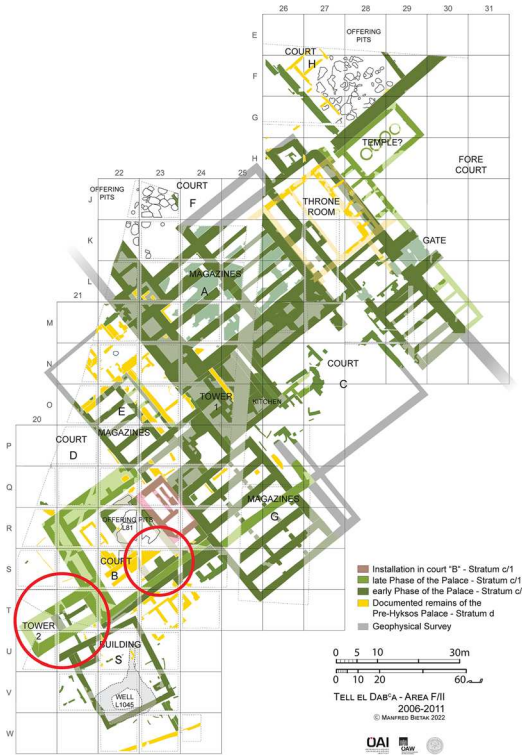 26 27 28 29 30 31
E
OFFERING
PITS
COURT
H
F
G
TEMPLE?
H
FORE
COURT
22 23 24 25
OFFERING
PITS
COURT
F
J
THRONE
ROOM
K
GATE
MAGAZINES
A
L
21
M
N
COURT
C
TOWER
1
KITCHEN
E
O
20
MAGAZINES
COURT
D
P
Q
MAGAZINES
G
OFFERING PITS
L81
R
COURT
B
S
T
TOWER
2
BUILDING
S
U
WELL
L1045
V
W
Installation in court "B" - Stratum c/1
late Phase of the Palace - Stratum c/1
early Phase of the Palace - Stratum c/
Documented remains of the
Pre-Hyksos Palace - Stratum d
Geophysical Survey
0 5 10 30m
0 10 20 60
TELL EL DABᶜA - AREA F/II
2006-2011
© MANFRED BIETAK 2022
ÖAI
ÖAW